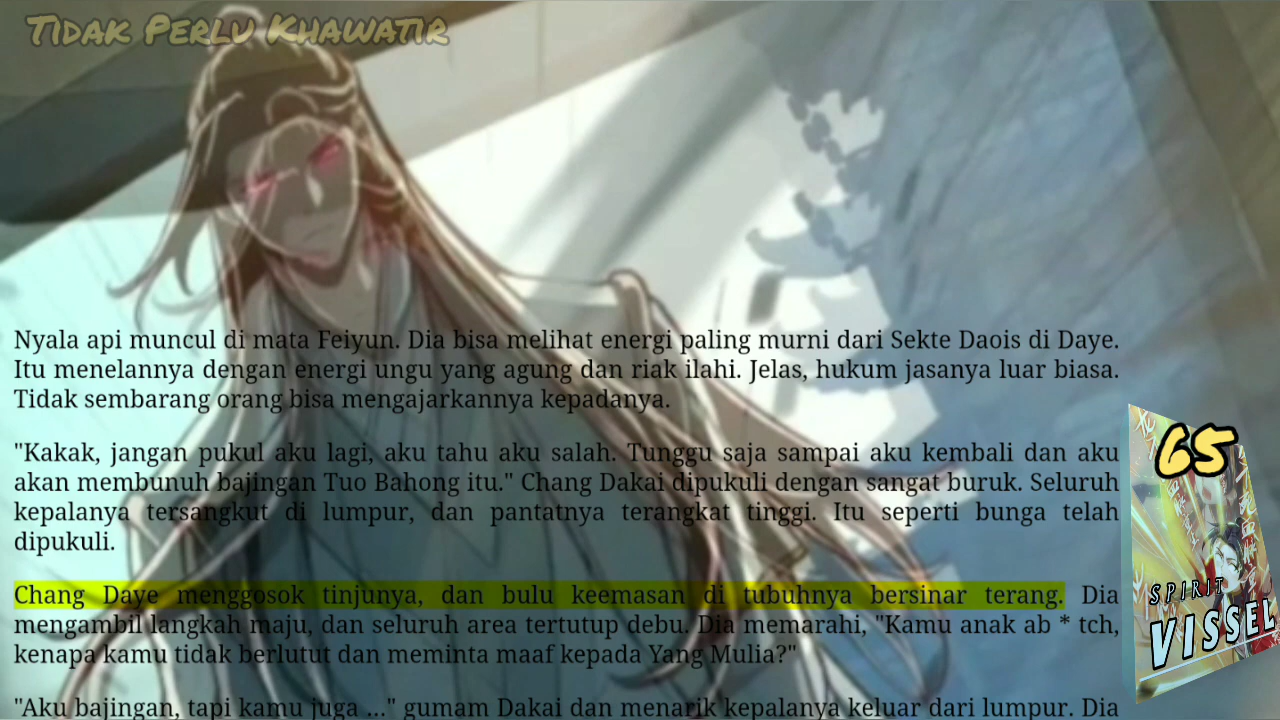 Tidak Perlu Khawatir
Nyala api muncul di mata Feiyun. Dia bisa melihat energi paling murni dari Sekte Daois di Daye.
Itu menelannya dengan energi ungu yang agung dan riak ilahi. Jelas, hukum jasanya luar biasa.
Tidak sembarang orang bisa mengajarkannya kepadanya.
"Kakak, jangan pukul aku lagi, aku tahu aku salah. Tunggu saja sampai aku kembali dan aku
akan membunuh bajingan Tuo Bahong itu." Chang Dakai dipukuli dengan sangat buruk. Seluruh
kepalanya tersangkut di lumpur, dan pantatnya terangkat tinggi. Itu seperti bunga telah
dipukuli.
Chang Daye menggosok tinjunya, dan bulu keemasan di tubuhnya bersinar terang. Dia
mengambil langkah maju, dan seluruh area tertutup debu. Dia memarahi, "Kamu anak ab * tch,
kenapa kamu tidak berlutut dan meminta maaf kepada Yang Mulia?"
"Aku bajingan, tapi kamu juga ..." gumam Dakai dan menarik kepalanya keluar dari lumpur. Dia
65
SPIRIT
VISSEL